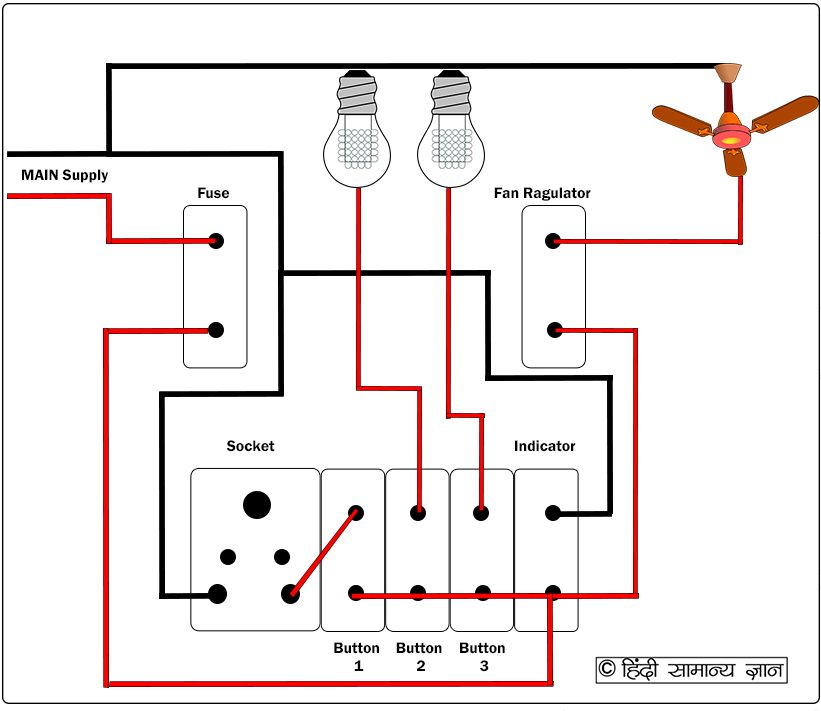 MAIN Supply
Fuse
Fan Ragulator
Socket
Indicator
Button
1
Button
2
Button
3
© हिंदी सामान्य ज्ञान